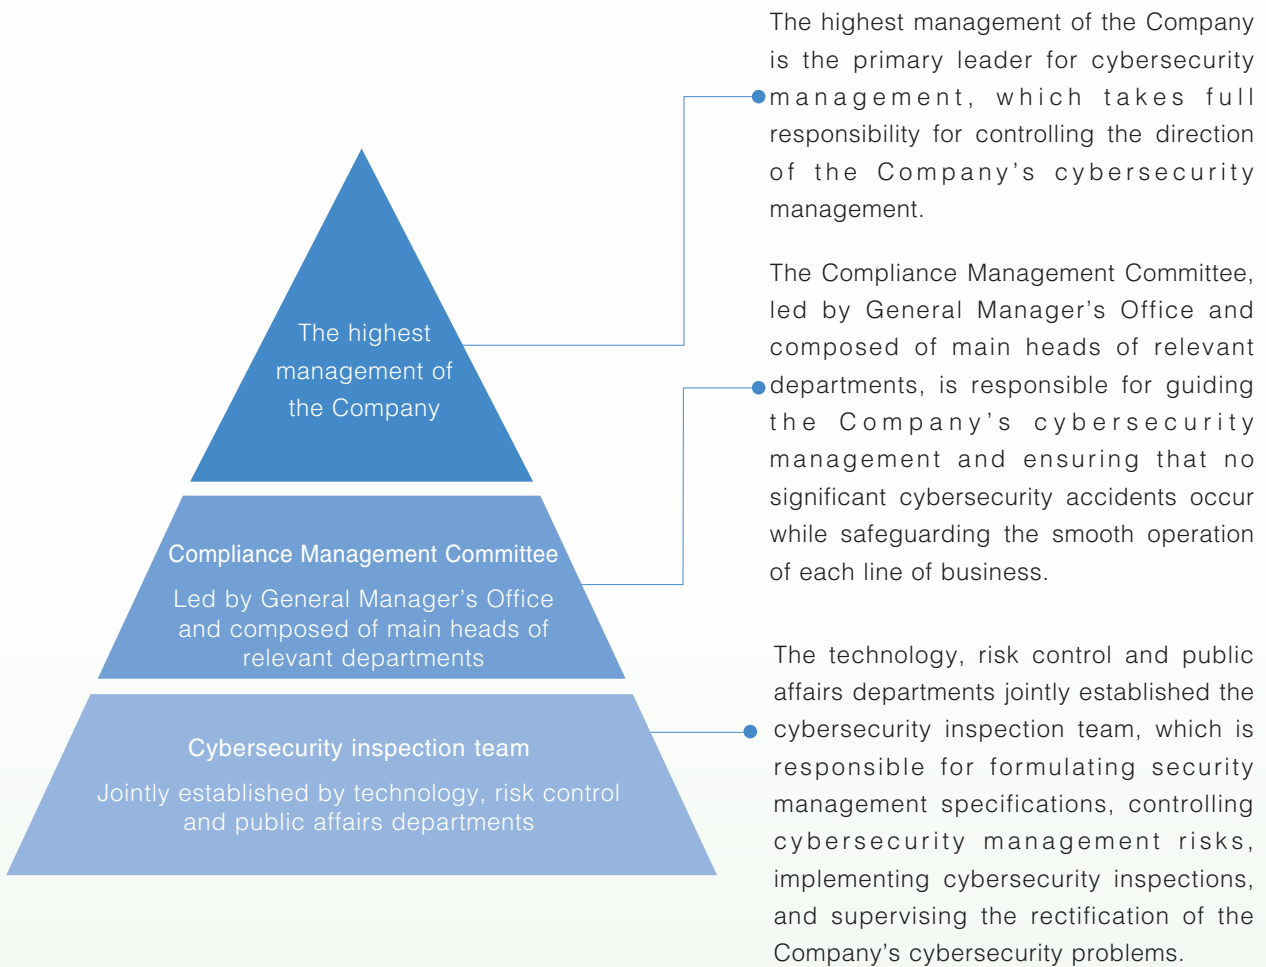 The highest
management of
the Company
Compliance Management Committee
Led by General Manager’s Office
and composed of main heads of
relevant departments
Cybersecurity inspection team
Jointly established by technology, risk control
and public affairs departments
The highest management of the Company
is the primary leader for cybersecurity
management, which takes full
responsibility for controlling the direction
of the Company’s cybersecurity
management.
The Compliance Management Committee,
led by General Manager’s Office and
composed of main heads of relevant
departments, is responsible for guiding
the Company’s cybersecurity
management and ensuring that no
significant cybersecurity accidents occur
while safeguarding the smooth operation
of each line of business.
The technology, risk control and public
affairs departments jointly established the
cybersecurity inspection team, which is
responsible for formulating security
management specifications, controlling
cybersecurity management risks,
implementing cybersecurity inspections,
and supervising the rectification of the
Company’s cybersecurity problems.